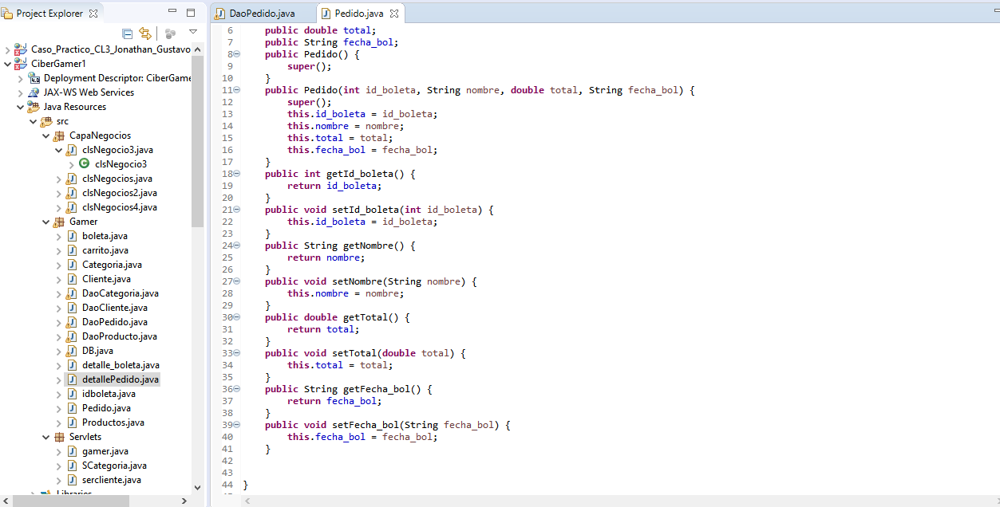 Project Explorer
Caso_Practico_CL3_Jonathan_Gustavo
CiberGamer1
Deployment Descriptor: CiberGame
JAX-WS Web Services
Java Resources
src
CapaNegocios
clsNegocio3.java
clsNegocio3
clsNegocios.java
clsNegocios2.java
clsNegocios4.java
Gamer
boleta.java
carrito.java
Categoria.java
Cliente.java
DaoCategoria.java
DaoCliente.java
DaoPedido.java
DaoProducto.java
DB.java
detalle_boleta.java
detallePedido.java
idboleta.java
Pedido.java
Productos.java
Servlets
gamer.java
SCategoria.java
sercliente.java
Libraries
DaoPedido.java Pedido.java
6 public double total;
7 public String fecha_bol;
8 public Pedido() {
9 super();
10 }
11 public Pedido(int id_boleta, String nombre, double total, String fecha_bol) {
12 super();
13 this.id_boleta = id_boleta;
14 this.nombre = nombre;
15 this.total = total;
16 this.fecha_bol = fecha_bol;
17 }
18 public int getId_boleta() {
19 return id_boleta;
20 }
21 public void setId_boleta(int id_boleta) {
22 this.id_boleta = id_boleta;
23 }
24 public String getNombre() {
25 return nombre;
26 }
27 public void setNombre(String nombre) {
28 this.nombre = nombre;
29 }
30 public double getTotal() {
31 return total;
32 }
33 public void setTotal(double total) {
34 this.total = total;
35 }
36 public String getFecha_bol() {
37 return fecha_bol;
38 }
39 public void setFecha_bol(String fecha_bol) {
40 this.fecha_bol = fecha_bol;
41 }
42
43
44 }